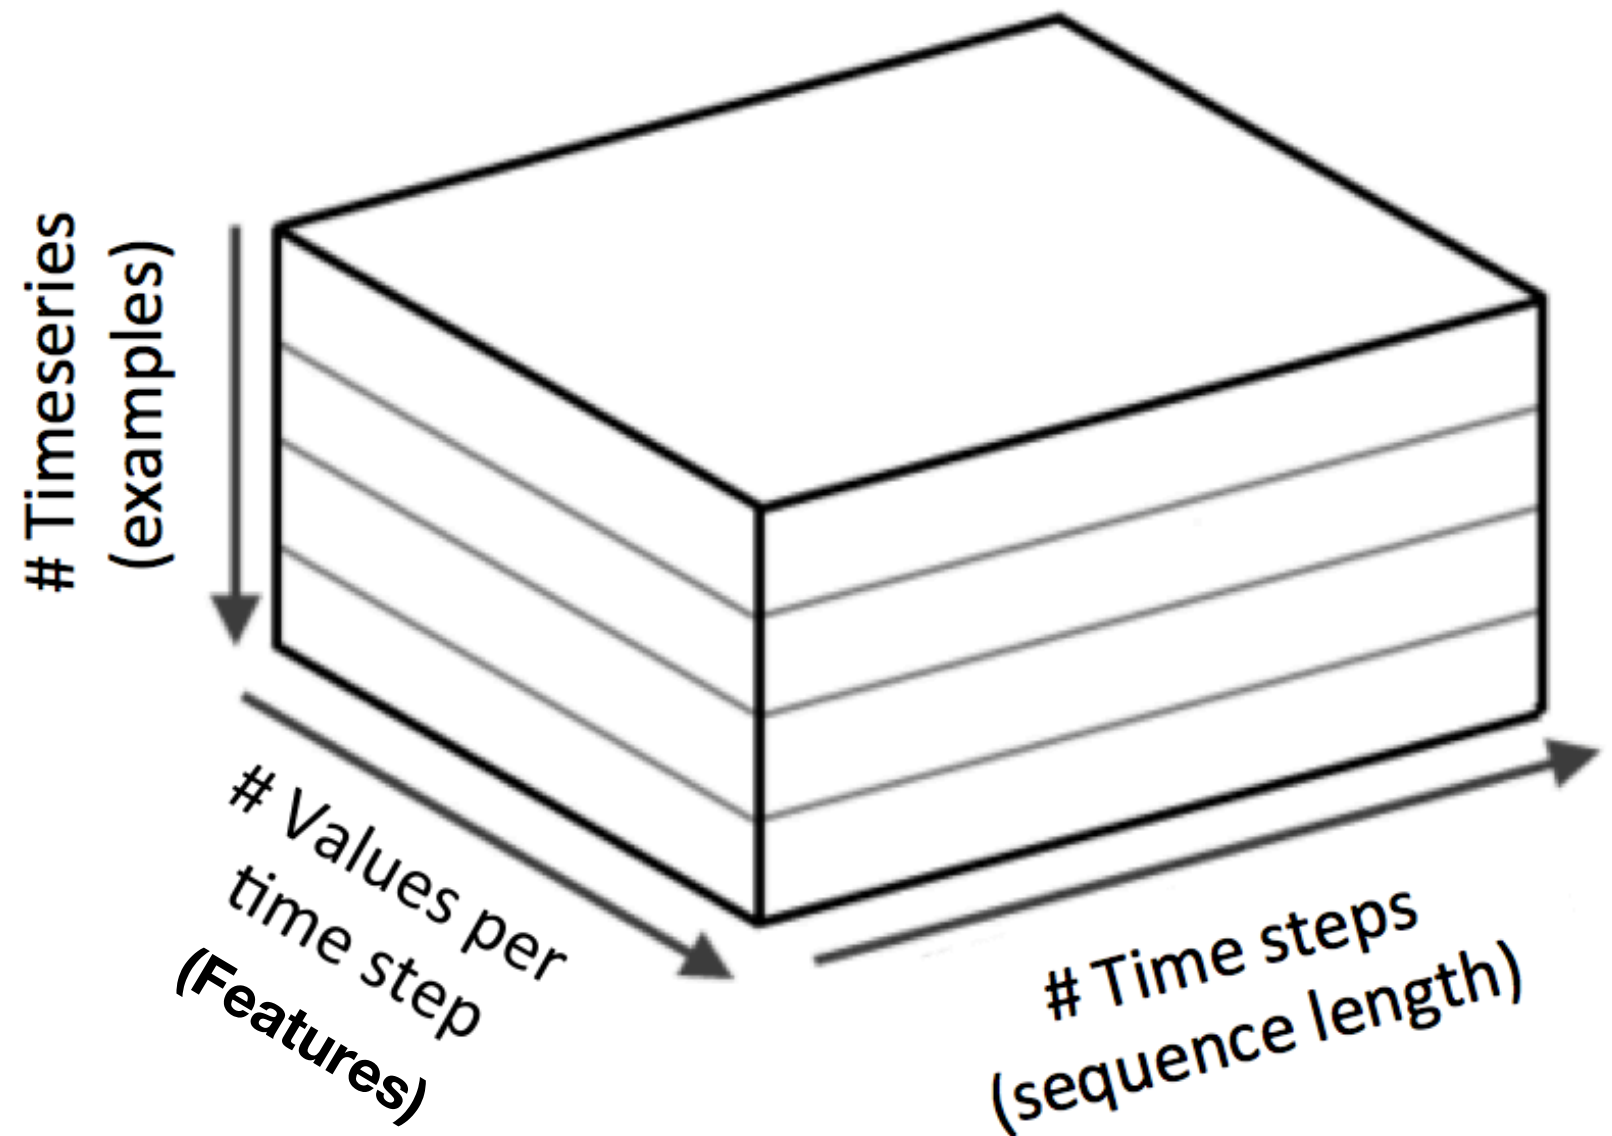 # Timeseries
(examples)
# Values per
time step
(Features)
# Time steps
(sequence length)